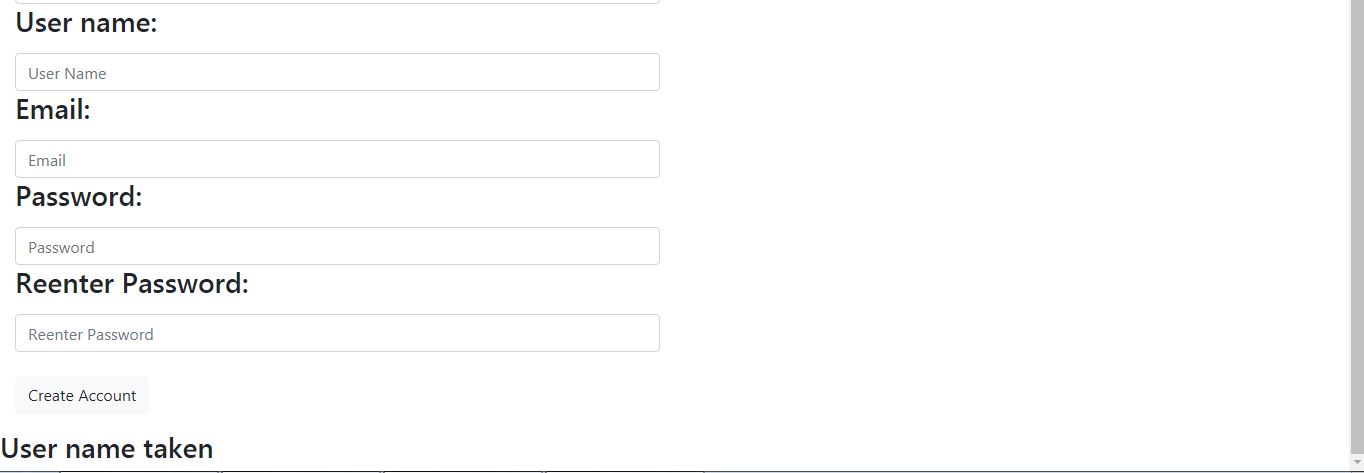 User name:
User Name
Email:
Email
Password:
Password
Reenter Password:
Reenter Password
Create Account
User name taken